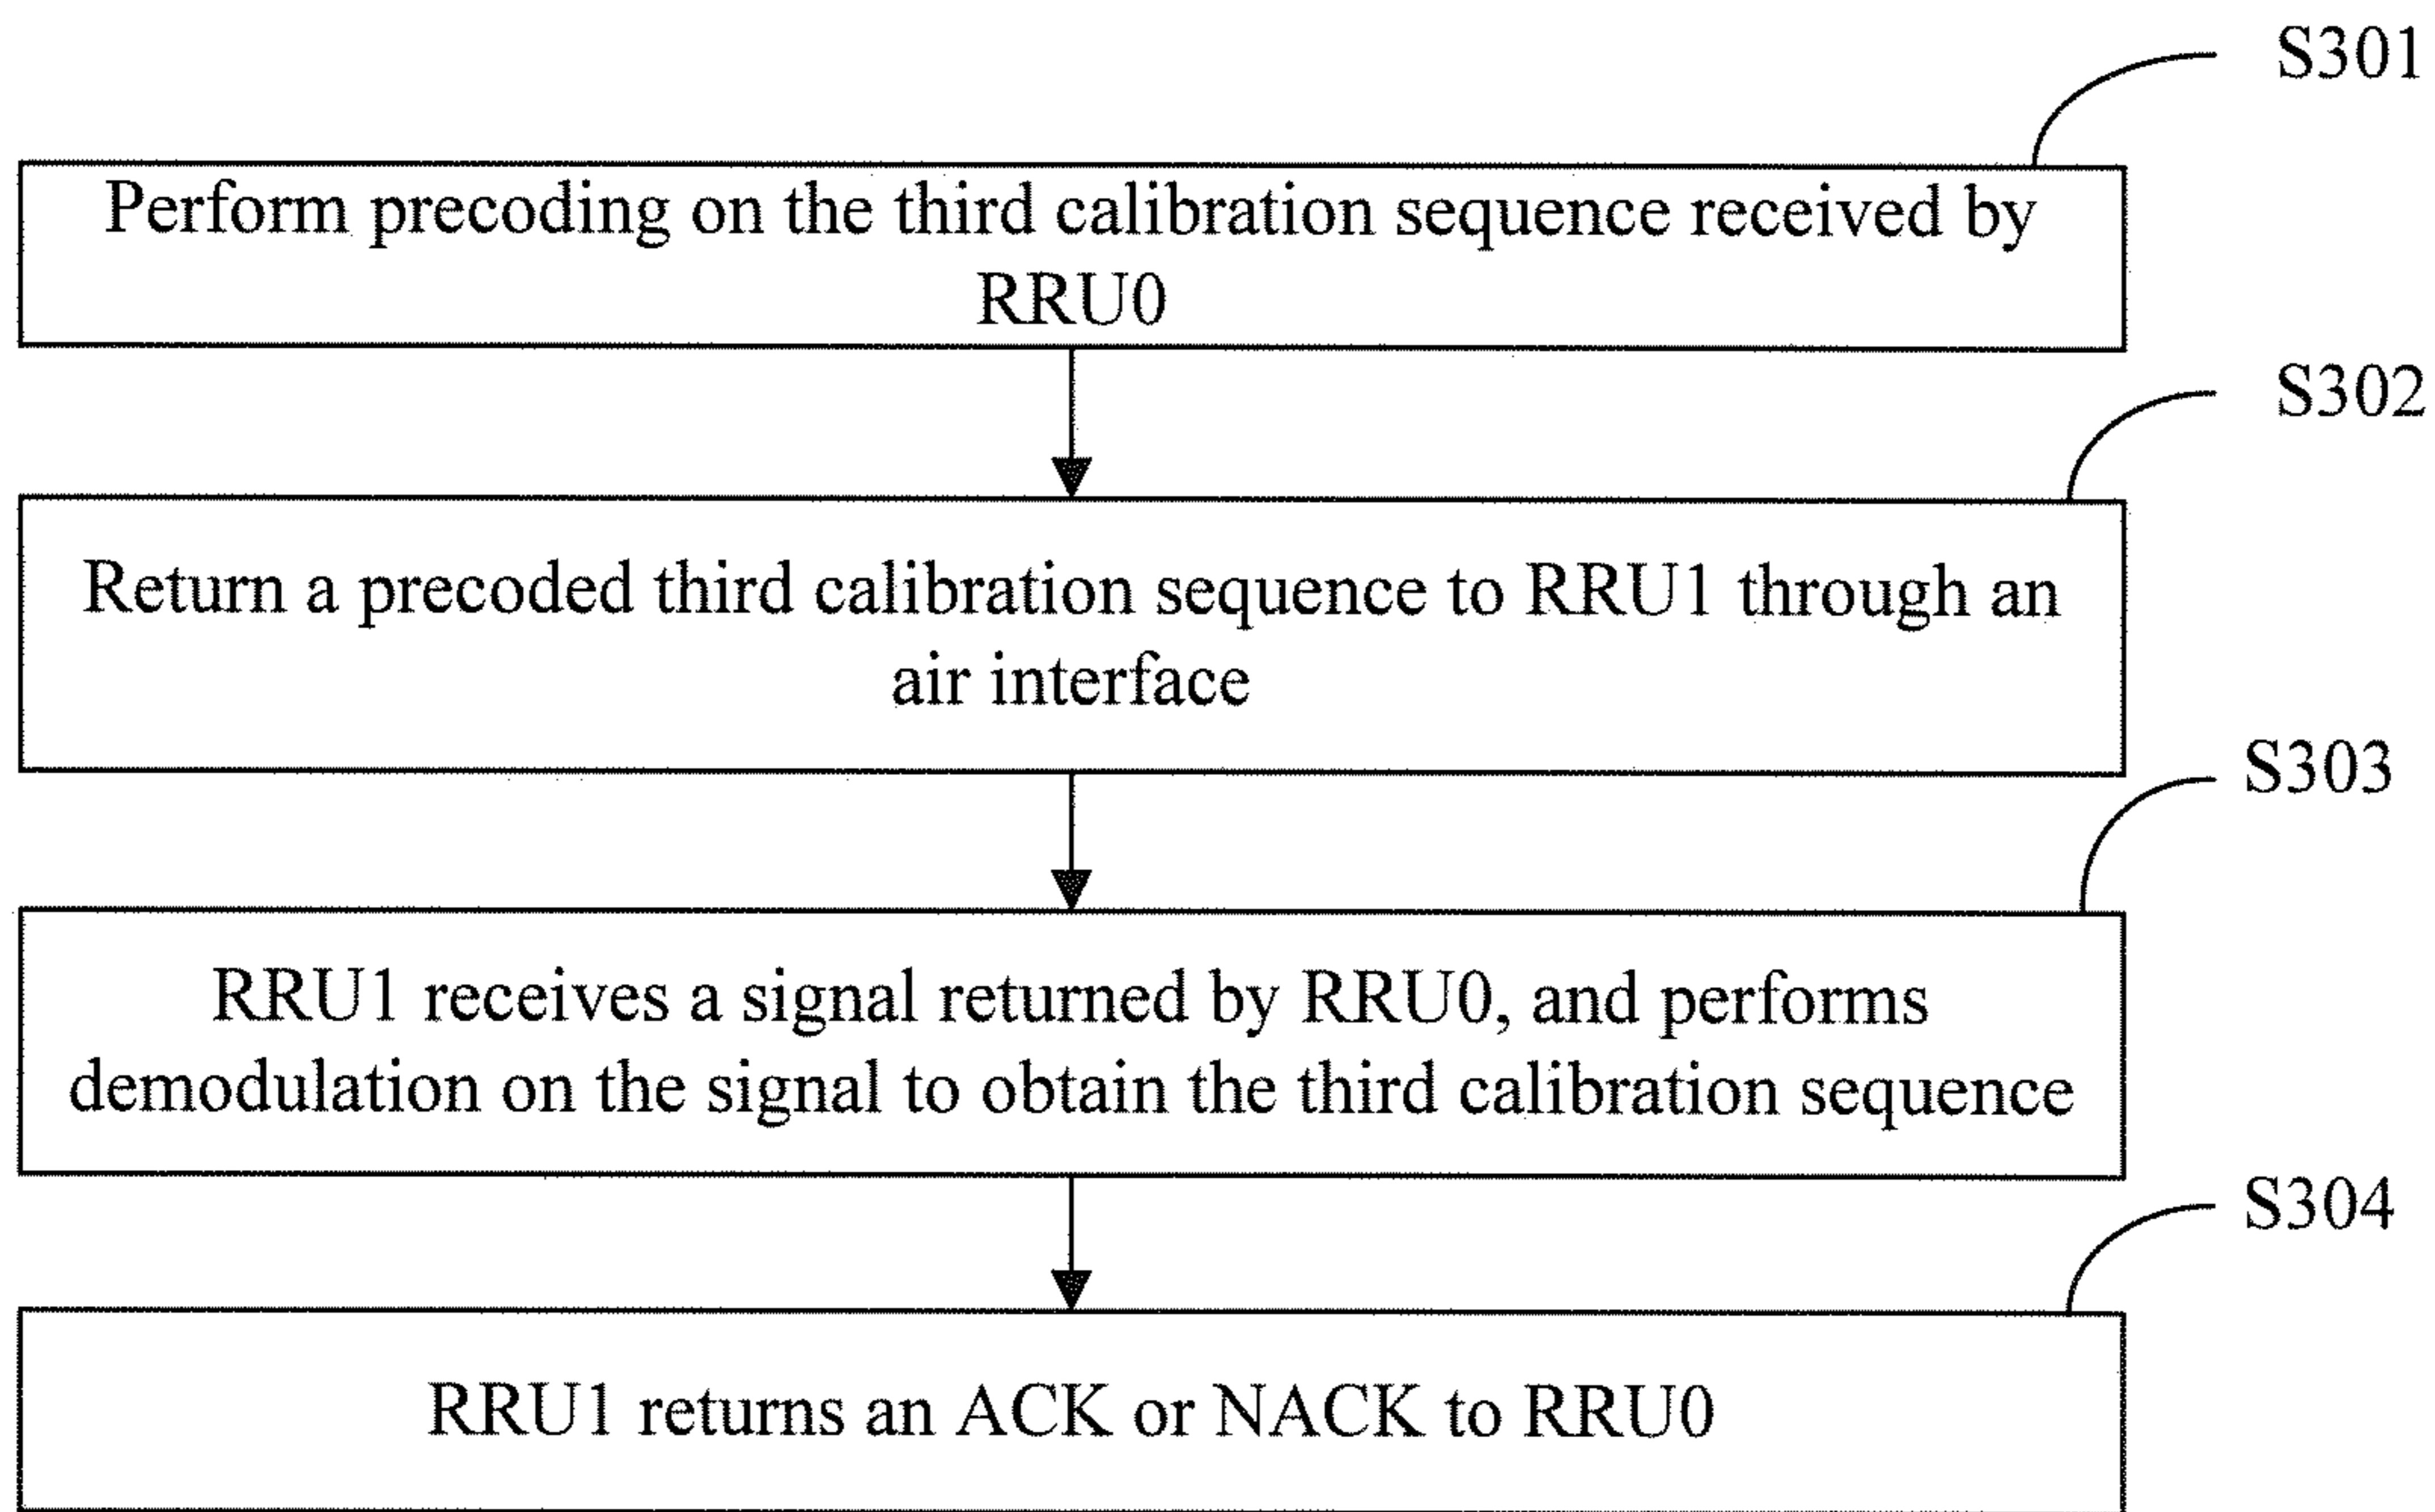 S301
Perform precoding on the third calibration sequence received by
RRU0
S302
Return a precoded third calibration sequence to RRU1 through an
air interface
S303
RRU1 receives a signal returned by RRU0, and performs
demodulation on the signal to obtain the third calibration sequence
S304
RRU1 returns an ACK or NACK to RRU0